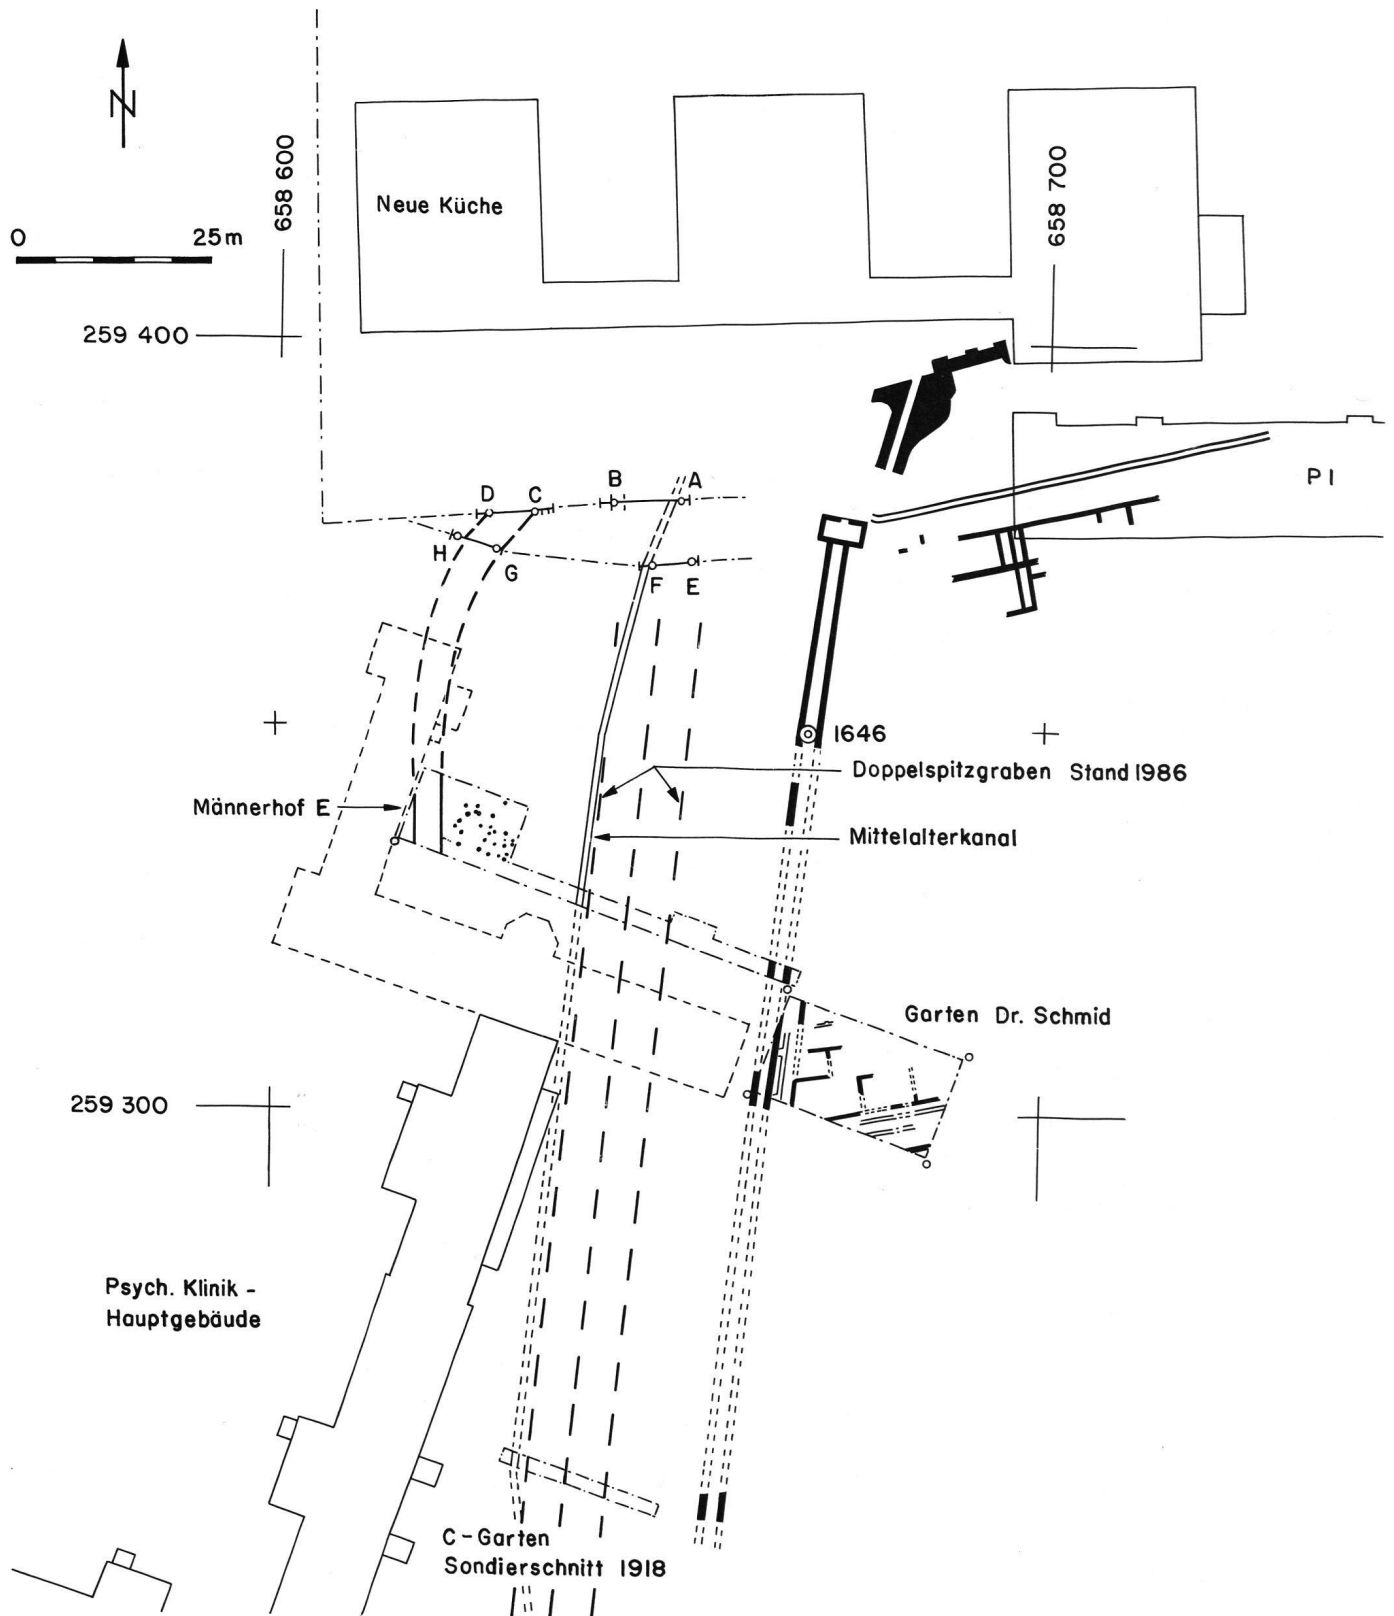 N
658 600
658 700
Neue Küche
0 25m
259 400
P I
D C B A
H G F E
1646
Doppelspitzgraben Stand 1986
Männerhof E
Mittelalterkanal
Garten Dr. Schmid
259 300
Psych. Klinik -
Hauptgebäude
C-Garten
Sondierschnitt 1918